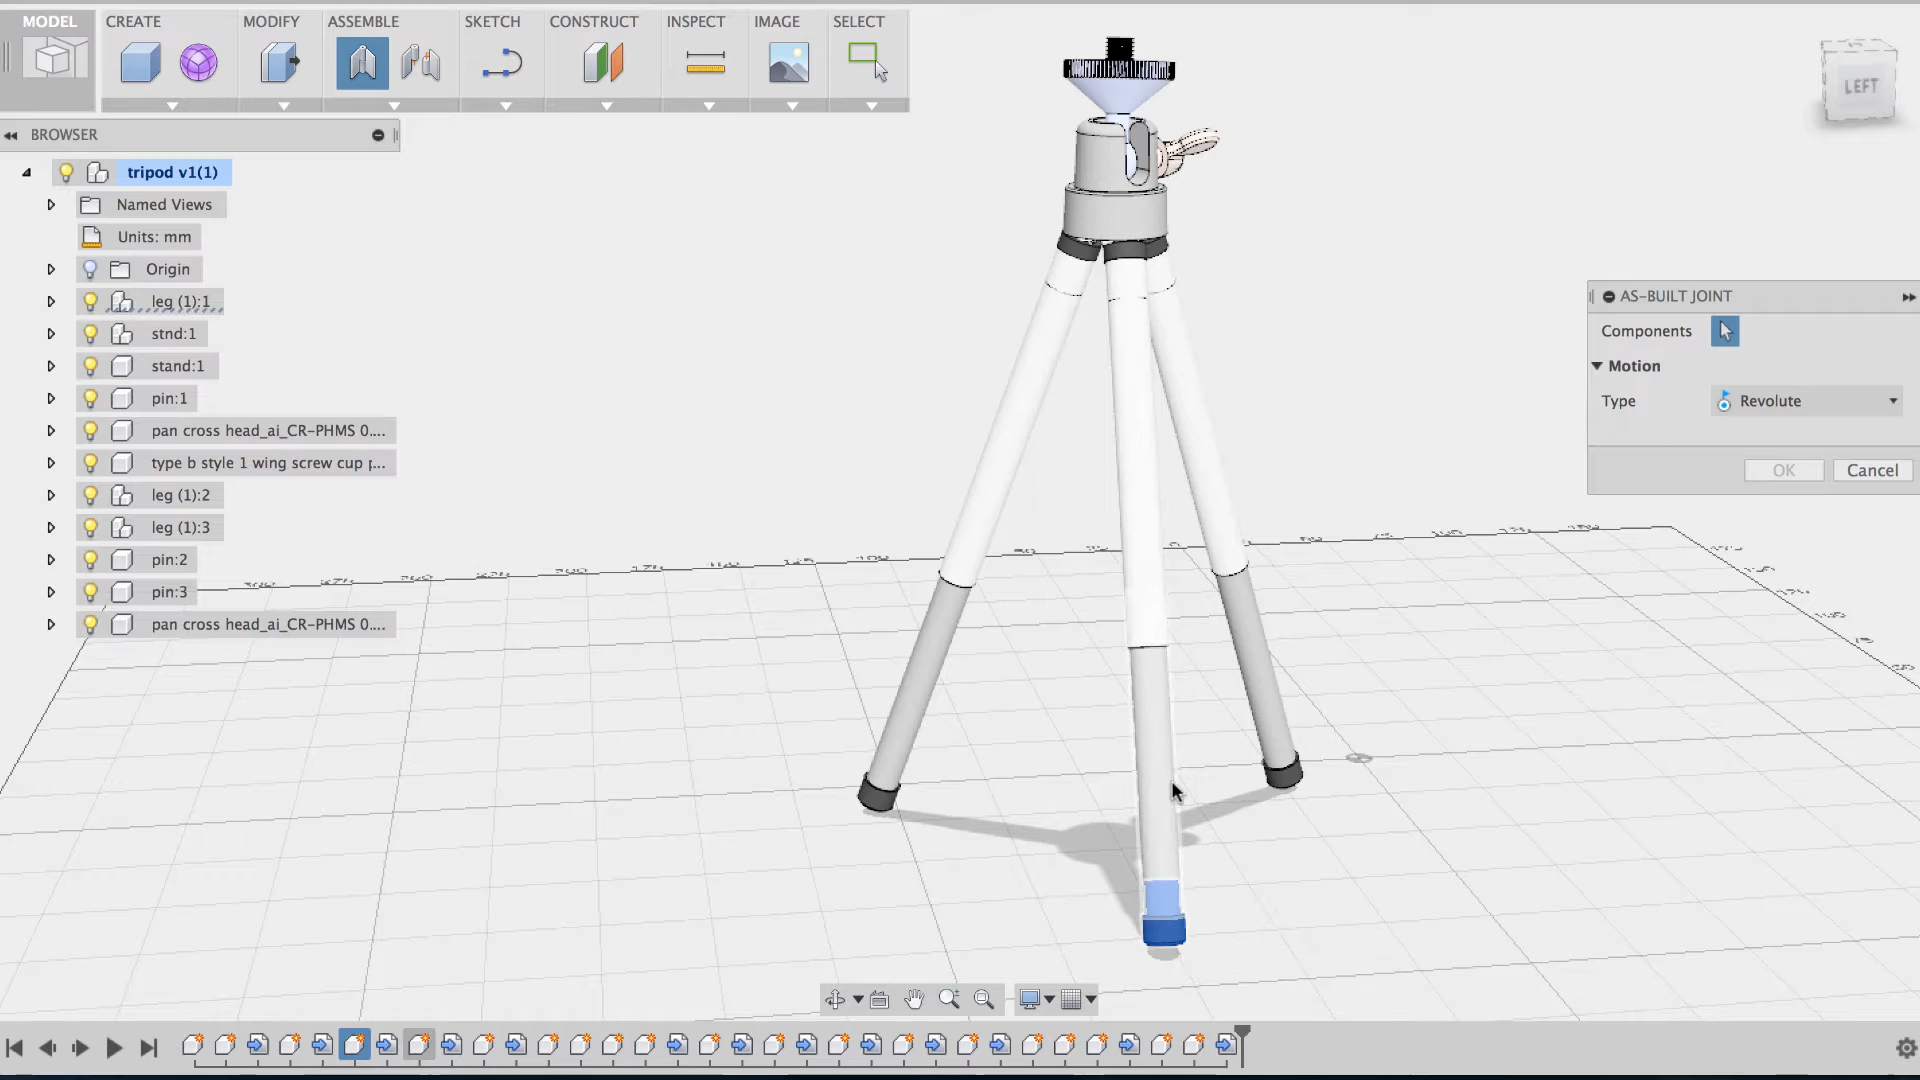 MODEL CREATE MODIFY ASSEMBLE SKETCH CONSTRUCT INSPECT IMAGE SELECT
LEFT
BROWSER
tripod v1(1)
Named Views
Units: mm
Origin
leg (1):1
stnd:1
stand:1
pin:1
pan cross head_ai_CR-PHMS 0....
type b style 1 wing screw cup p...
leg (1):2
leg (1):3
pin:2
pin:3
pan cross head_ai_CR-PHMS 0....
AS-BUILT JOINT
Components
Motion
Type Revolute
OK Cancel